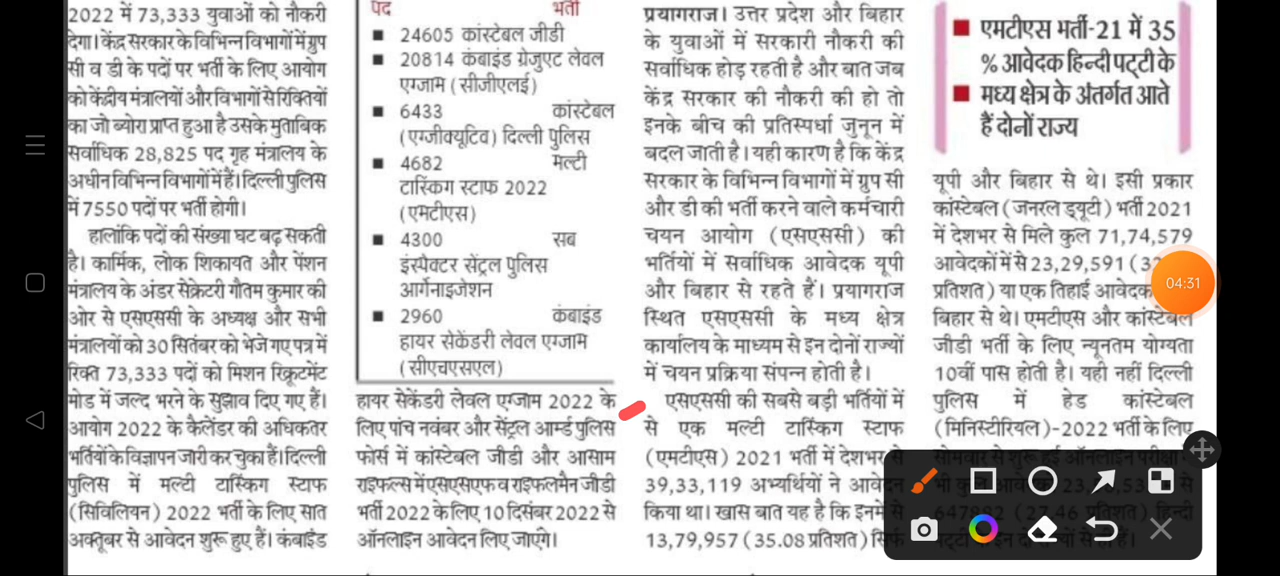 2022 में 73,333 युवाओं को नौकरी
देगा। केंद्र सरकार के विभिन्न विभागों में ग्रुप
सी व डी के पदों पर भर्ती के लिए आयोग
को केंद्रीय मंत्रालयों और विभागों से रिक्तियों
का जो ब्योरा प्राप्त हुआ है उसके मुताबिक
सर्वाधिक 28,825 पद गृह मंत्रालय के
अधीन विभिन्न विभागों में हैं। दिल्ली पुलिस
में 7550 पदों पर भर्ती होगी।
हालांकि पदों की संख्या घट बढ़ सकती
है। कार्मिक, लोक शिकायत और पेंशन
मंत्रालय के अंडर सेक्रेटरी गौतम कुमार की
ओर से एसएससी के अध्यक्ष और सभी
मंत्रालयों को 30 सितंबर को भेजे गए पत्र में
रिक्त 73,333 पदों को मिशन रिक्रूटमेंट
मोड में जल्द भरने के सुझाव दिए गए हैं।
आयोग 2022 के कैलेंडर की अधिकतर
भर्तियों के विज्ञापन जारी कर चुका हैं। दिल्ली
पुलिस में मल्टी टास्किंग स्टाफ
(सिविलियन) 2022 भर्ती के लिए सात
अक्तूबर से आवेदन शुरू हुए हैं। कंबाइंड
पद भर्ती
■ 24605 कांस्टेबल जीडी
■ 20814 कंबाइंड ग्रेजुएट लेवल
एग्जाम (सीजीएलई)
■ 6433 कांस्टेबल
(एग्जीक्यूटिव) दिल्ली पुलिस
■ 4682 मल्टी
टास्किंग स्टाफ 2022
(एमटीएस)
■ 4300 सब
इंस्पेक्टर सेंट्रल पुलिस
आर्गेनाइजेशन
■ 2960 कंबाइंड
हायर सेकेंडरी लेवल एग्जाम
(सीएचएसएल)
हायर सेकेंडरी लेवल एग्जाम 2022 के
लिए पांच नवंबर और सेंट्रल आर्म्ड पुलिस
फोर्स में कांस्टेबल जीडी और आसाम
राइफल्स में एसएसएफ व राइफलमैन जीडी
भर्ती 2022 के लिए 10 दिसंबर 2022 से
ऑनलाइन आवेदन लिए जाएंगे।
प्रयागराज। उत्तर प्रदेश और बिहार
के युवाओं में सरकारी नौकरी की
सर्वाधिक होड़ रहती है और बात जब
केंद्र सरकार की नौकरी की हो तो
इनके बीच की प्रतिस्पर्धा जुनून में
बदल जाती है। यही कारण है कि केंद्र
सरकार के विभिन्न विभागों में ग्रुप सी
और डी की भर्ती करने वाले कर्मचारी
चयन आयोग (एसएससी) की
भर्तियों में सर्वाधिक आवेदक यूपी
और बिहार से रहते हैं। प्रयागराज
स्थित एसएससी के मध्य क्षेत्र
कार्यालय के माध्यम से इन दोनों राज्यों
में चयन प्रक्रिया संपन्न होती है।
एसएससी की सबसे बड़ी भर्तियों में
से एक मल्टी टास्किंग स्टाफ
(एमटीएस) 2021 भर्ती में देशभर से
39,33,119 अभ्यर्थियों ने आवेदन
किया था। खास बात यह है कि इनमें से
13,79,957 (35.08 प्रतिशत) सिर्फ
■ एमटीएस भर्ती-21 में 35
% आवेदक हिन्दी पट्टी के
■ मध्य क्षेत्र के अंतर्गत आते
हैं दोनों राज्य
यूपी और बिहार से थे। इसी प्रकार
कांस्टेबल (जनरल ड्यूटी) भर्ती 2021
में देशभर से मिले कुल 71,74,579
आवेदकों में से 23,29,591
प्रतिशत) या एक तिहाई आवेदक
बिहार से थे। एमटीएस और कांस्टेबल
जीडी भर्ती के लिए न्यूनतम योग्यता
10वीं पास होती है। यही नहीं दिल्ली
पुलिस में हेड कांस्टेबल
(मिनिस्टीरियल)-2022 भर्ती के लिए
सोमवार से शुरू हुई ऑनलाइन परीक्षा
647892 (27.46 प्रतिशत) हिन्दी
04:31